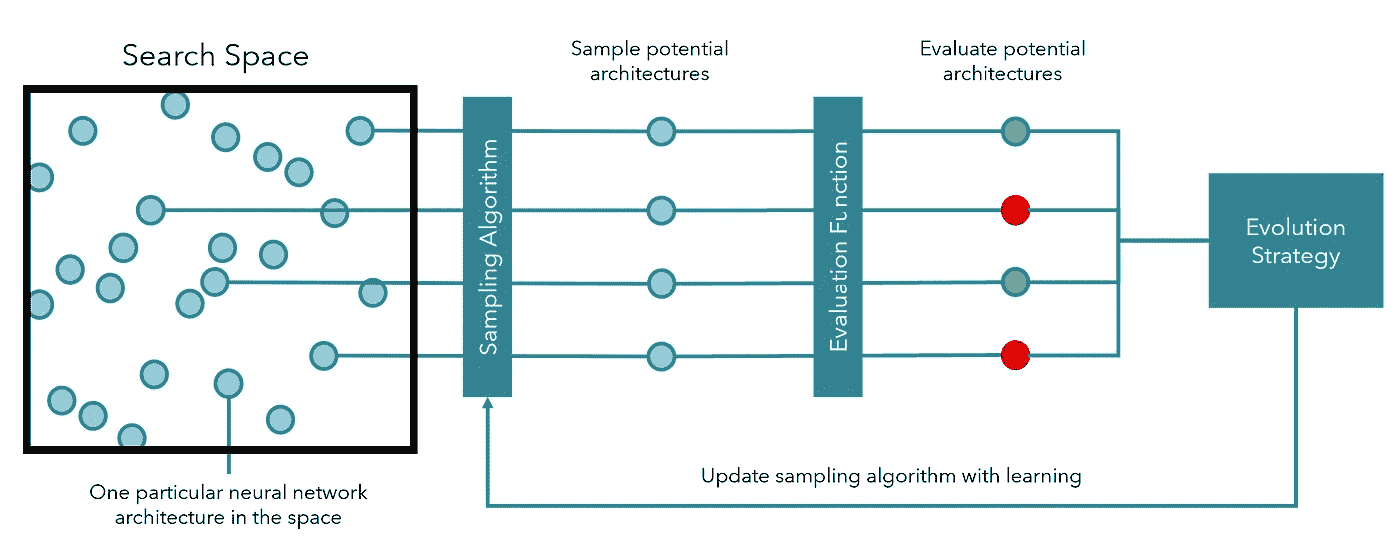 Search Space
Sample potential
architectures
Evaluate potential
architectures
Sampling Algorithm
Evaluation Function
Evolution
Strategy
Update sampling algorithm with learning
One particular neural network
architecture in the space